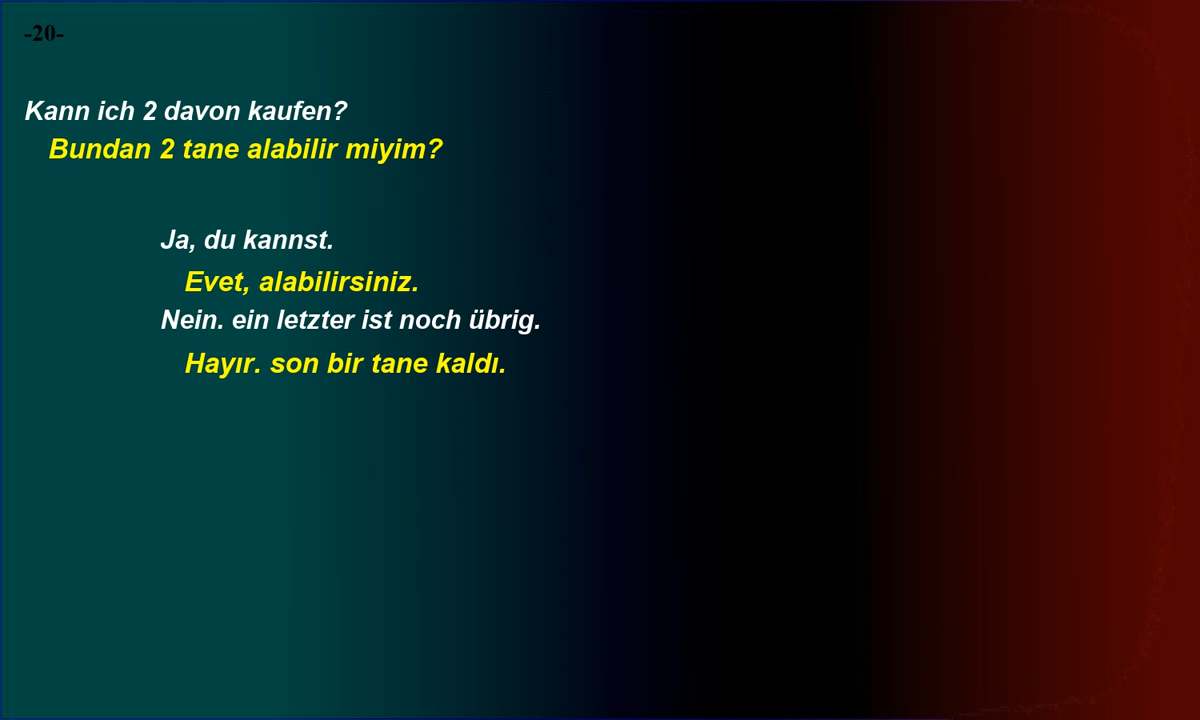 -20-
Kann ich 2 davon kaufen?
Bundan 2 tane alabilir miyim?
Ja, du kannst.
Evet, alabilirsiniz.
Nein. ein letzter ist noch übrig.
Hayır. son bir tane kaldı.